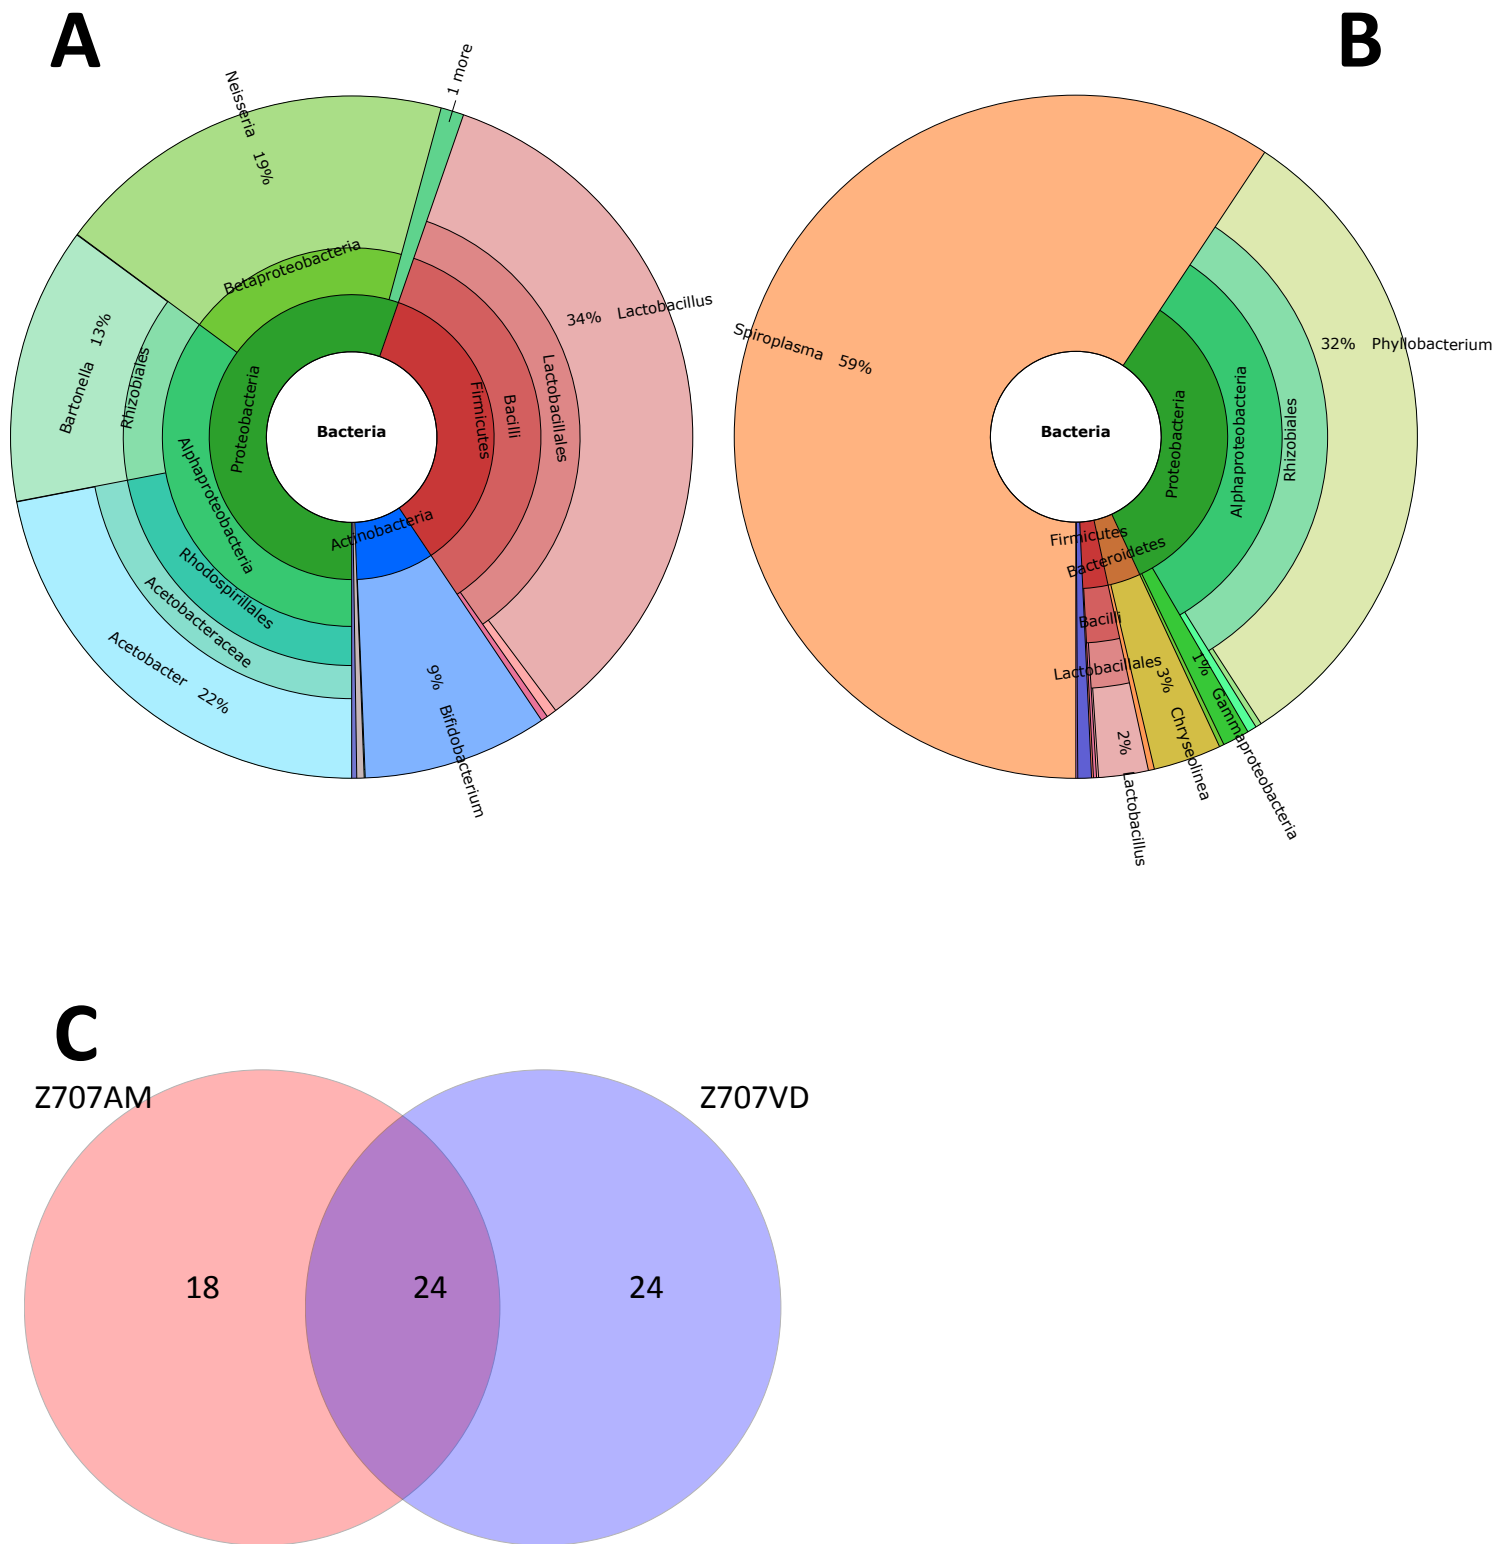 A
B
1 more
Neisseria 19%
Betaproteobacteria
34% Lactobacillus
Bartonella 13%
Rhizobiales
Proteobacteria
Alphaproteobacteria
Firmicutes
Bacilli
Lactobacillales
Bacteria
Actinobacteria
Rhodospirillales
Acetobacteraceae
Acetobacter 22%
9% Bifidobacterium
Spiroplasma 59%
32% Phyllobacterium
Bacteria
Proteobacteria
Alphaproteobacteria
Rhizobiales
Firmicutes
Bacteroidetes
Bacilli
Lactobacillales
2% Lactobacillus
3% Chryseolinea
1% Gammaproteobacteria
C
Z707AM
Z707VD
18
24
24